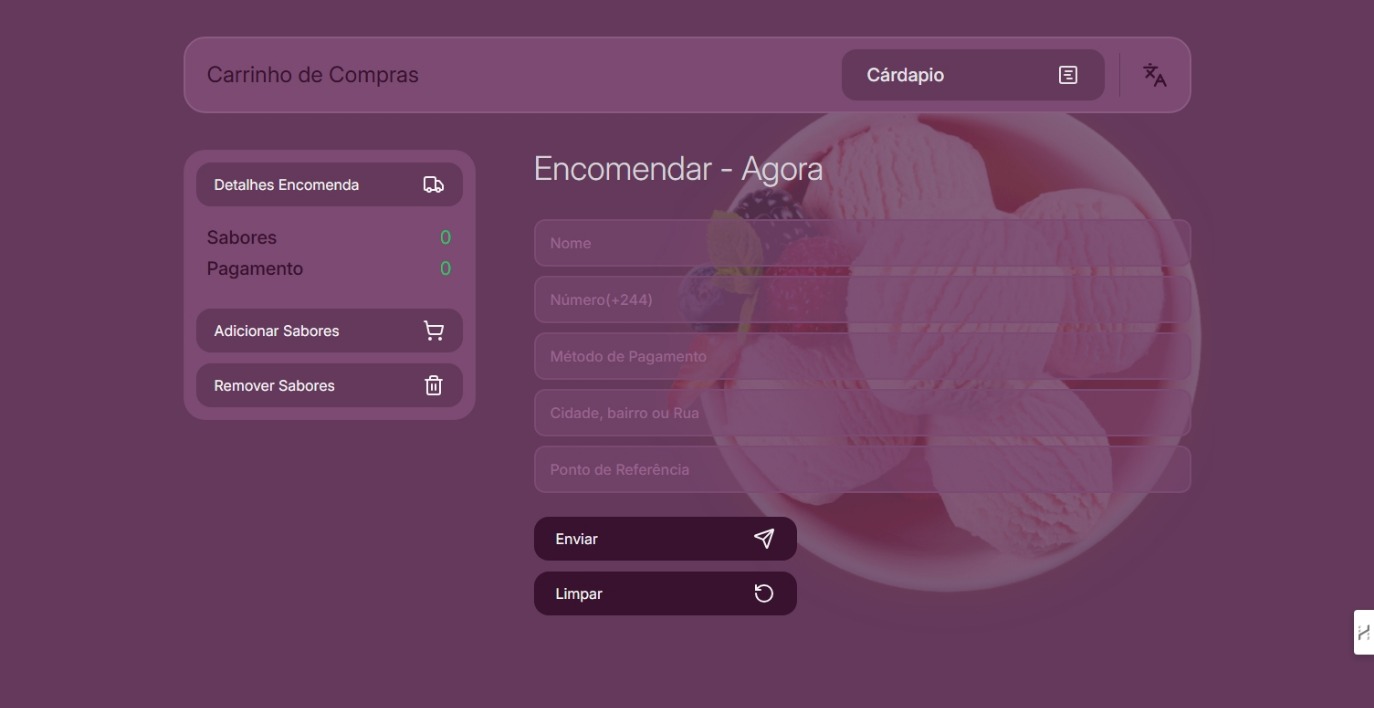 Carrinho de Compras
Cárdapio
Detalhes Encomenda
Sabores 0
Pagamento 0
Adicionar Sabores
Remover Sabores
Encomendar - Agora
Nome
Número(+244)
Método de Pagamento
Cidade, bairro ou Rua
Ponto de Referência
Enviar
Limpar